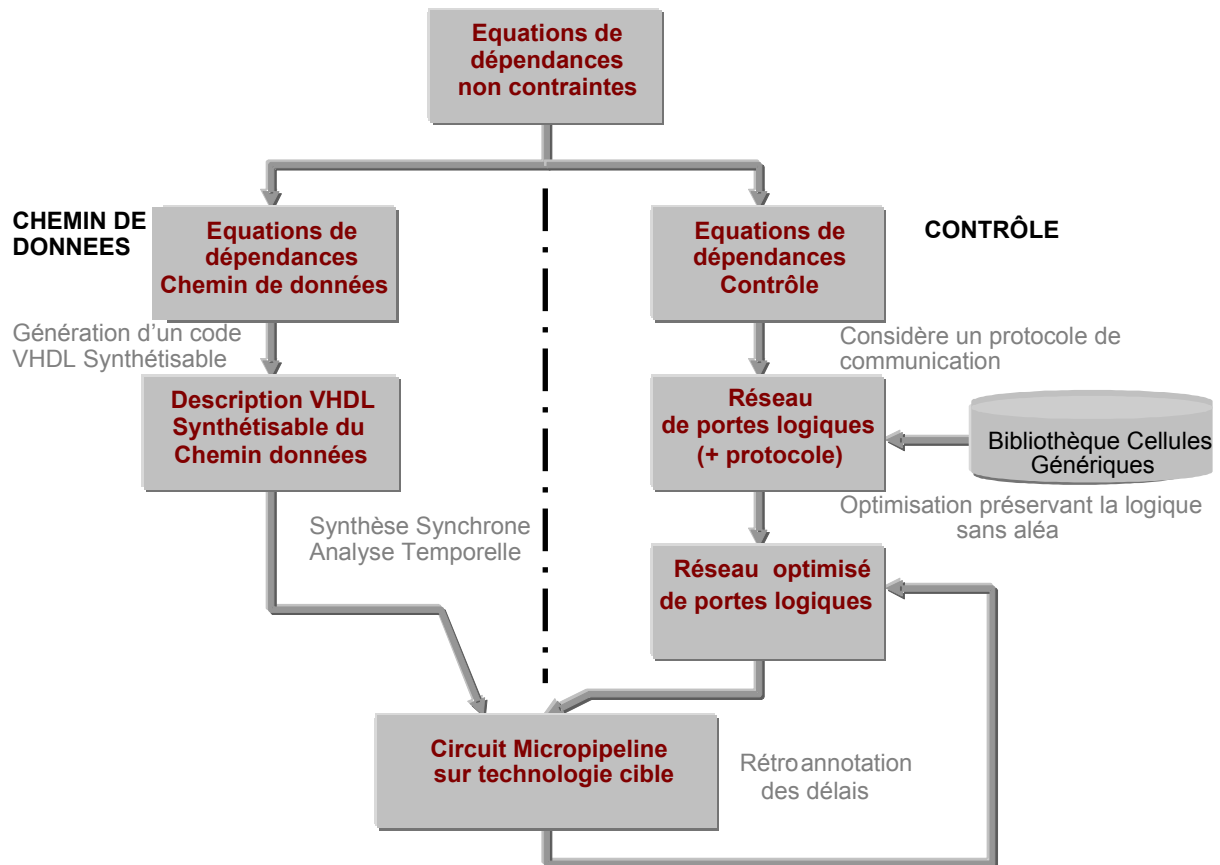 Equations de
dépendances
non contraintes
CHEMIN DE
DONNEES
Equations de
dépendances
Chemin de données
Equations de
dépendances
Contrôle
CONTRÔLE
Génération d'un code
VHDL Synthétisable
Considère un protocole de
communication
Description VHDL
Synthétisable du
Chemin données
Réseau
de portes logiques
(+ protocole)
Bibliothèque Cellules
Génériques
Optimisation préservant la logique
sans aléa
Synthèse Synchrone
Analyse Temporelle
Réseau optimisé
de portes logiques
Circuit Micropipeline
sur technologie cible
Rétroannotation
des délais